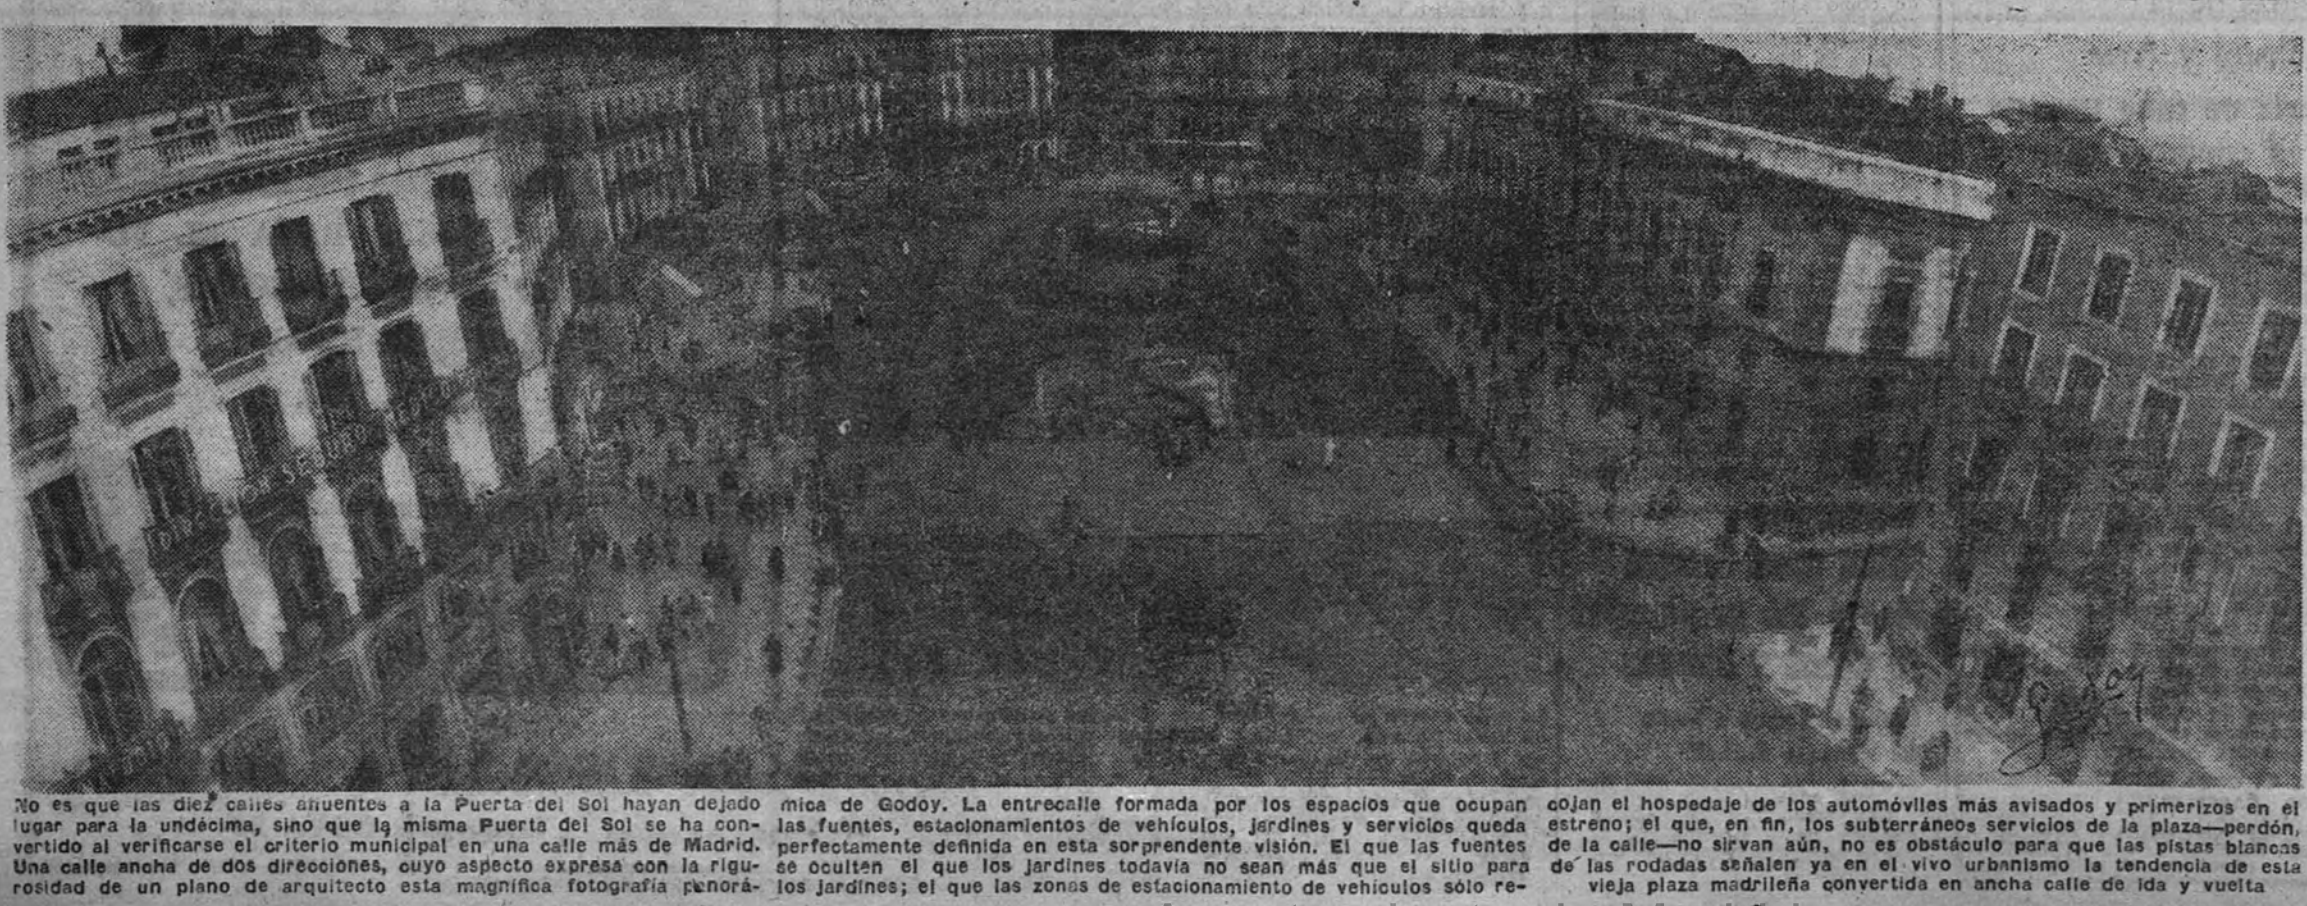 SEGURO
Godoy
No es que las diez calles afluentes a la Puerta del Sol hayan dejado
lugar para la undécima, sino que la misma Puerta del Sol se ha con-
vertido al verificarse el criterio municipal en una calle más de Madrid.
Una calle ancha de dos direcciones, cuyo aspecto expresa con la rigu-
rosidad de un plano de arquitecto esta magnífica fotografía panorá-
mica de Godoy. La entrecalle formada por los espacios que ocupan
las fuentes, estacionamientos de vehículos, jardines y servicios queda
perfectamente definida en esta sorprendente visión. El que las fuentes
se oculten el que los jardines todavía no sean más que el sitio para
los jardines; el que las zonas de estacionamiento de vehículos sólo re-
cojan el hospedaje de los automóviles más avisados y primerizos en el
estreno; el que, en fin, los subterráneos servicios de la plaza—perdón,
de la calle—no sirvan aún, no es obstáculo para que las pistas blancas
de las rodadas señalen ya en el vivo urbanismo la tendencia de esta
vieja plaza madrileña convertida en ancha calle de ida y vuelta